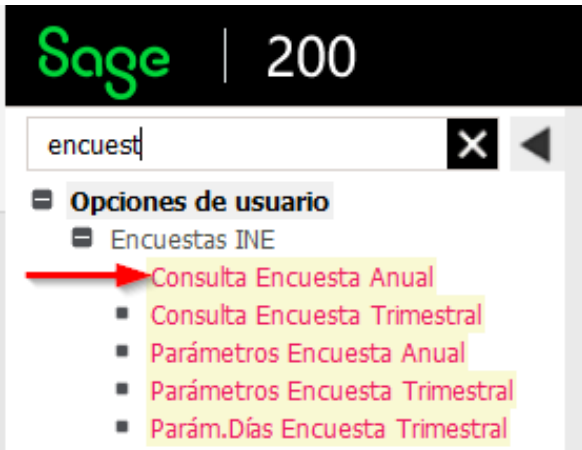 Sage | 200
encuest
Opciones de usuario
Encuestas INE
Consulta Encuesta Anual
Consulta Encuesta Trimestral
Parámetros Encuesta Anual
Parámetros Encuesta Trimestral
Parám.Días Encuesta Trimestral